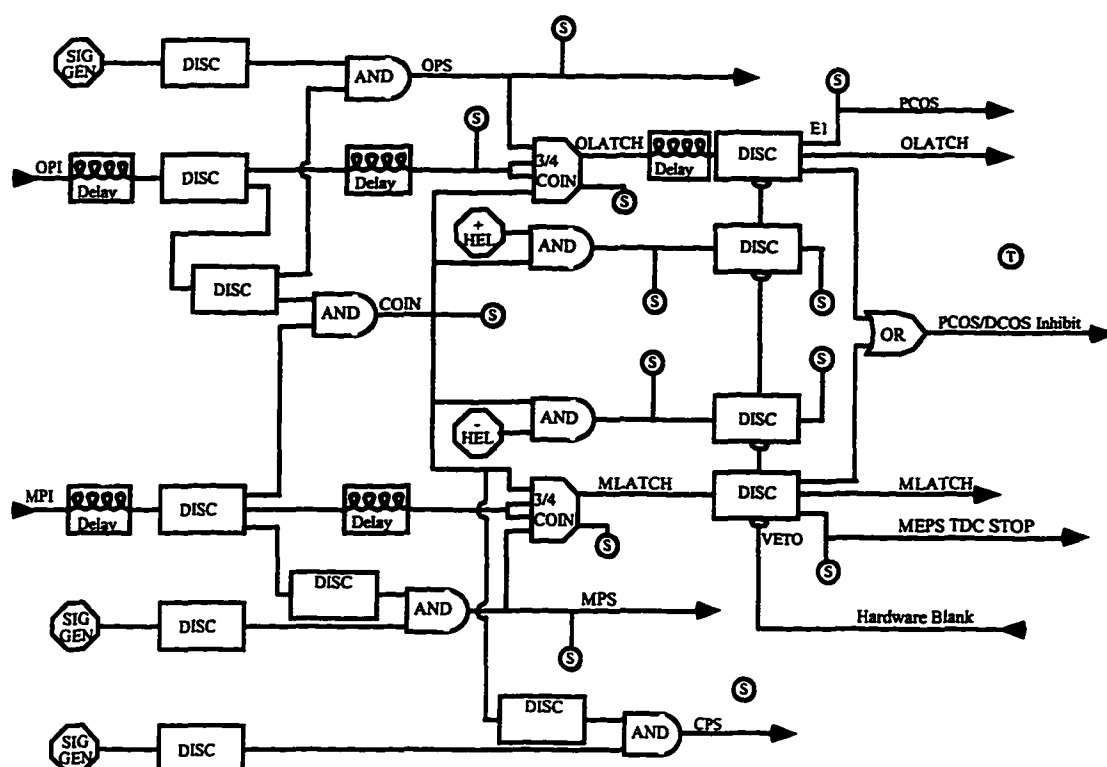 SIG
GEN
DISC
AND
OPS
S
S
PCOS
E1
OPI
Delay
DISC
Delay
S
3/4
COIN
OLATCH
Delay
DISC
OLATCH
S
+
HEL
AND
DISC
S
S
T
DISC
AND
COIN
S
OR
PCOS/DCOS Inhibit
S
S
-
HEL
AND
DISC
MPI
Delay
DISC
Delay
3/4
COIN
MLATCH
DISC
MLATCH
S
VETO
MEPS TDC STOP
S
DISC
AND
MPS
Hardware Blank
SIG
GEN
DISC
S
S
DISC
AND
CPS
SIG
GEN
DISC